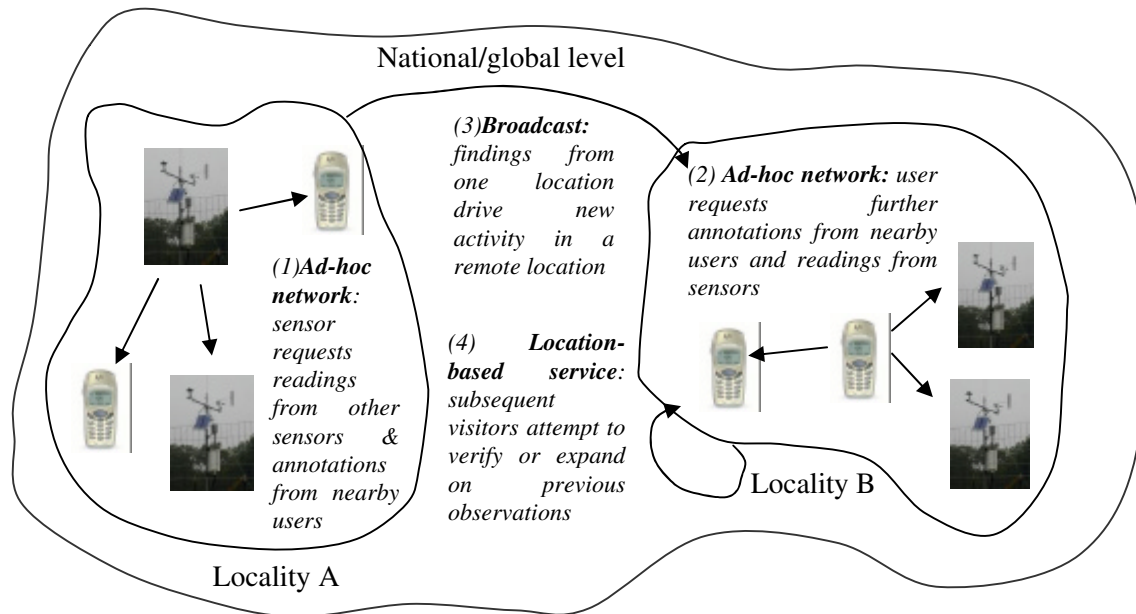 National/global level
(1)Ad-hoc
network:
sensor
requests
readings
from other
sensors &
annotations
from nearby
users
Locality A
(3)Broadcast:
findings from
one location
drive new
activity in a
remote location
(4) Location-
based service:
subsequent
visitors attempt to
verify or expand
on previous
observations
(2) Ad-hoc network: user
requests further
annotations from nearby
users and readings from
sensors
Locality B